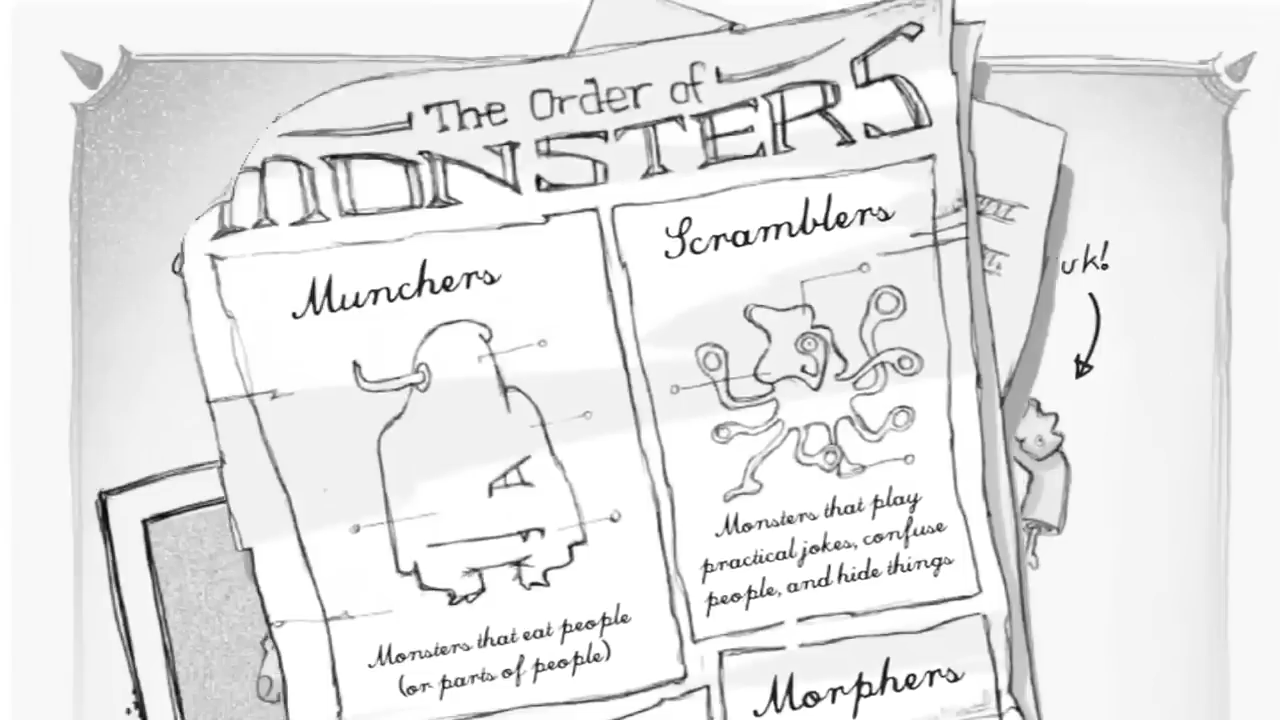 The Order of
MONSTERS
Munchers
Scramblers
Monsters that eat people
(or parts of people)
Monsters that play
practical jokes, confuse
people, and hide things
Morphers
uk!